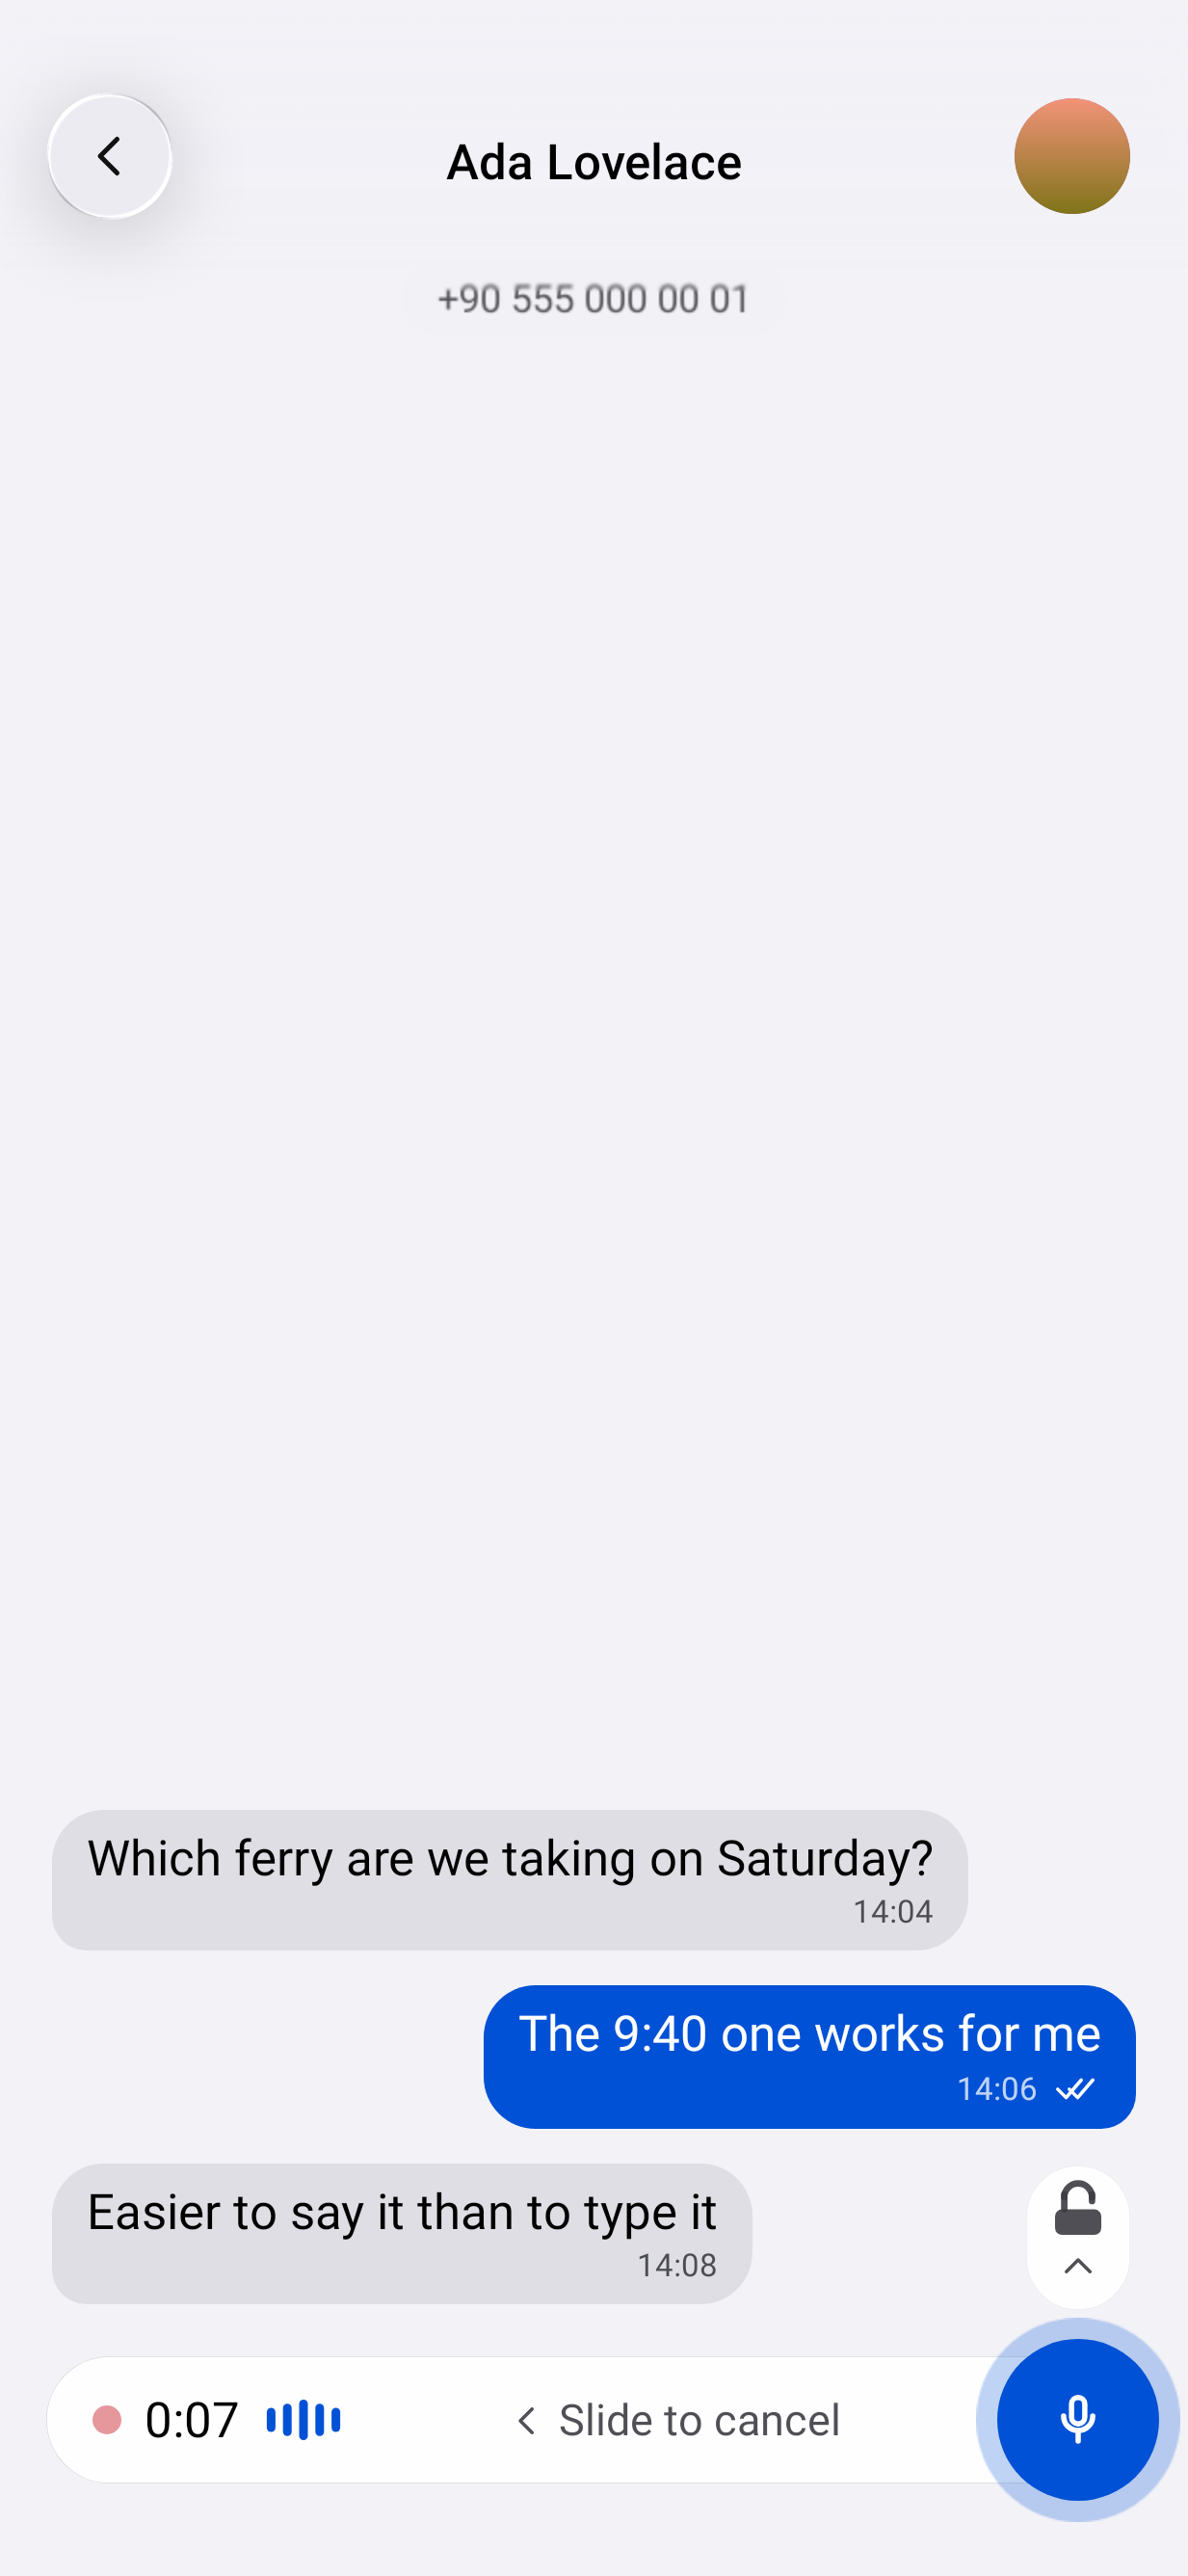 Ada Lovelace
+90 555 000 00 01
Which ferry are we taking on Saturday?
14:04
The 9:40 one works for me
14:06
Easier to say it than to type it
14:08
0:07
Slide to cancel